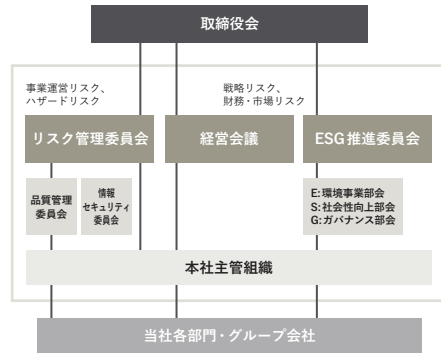 取締役会
事業運営リスク、
ハザードリスク
戦略リスク、
財務・市場リスク
リスク管理委員会
経営会議
ESG推進委員会
品質管理
委員会
情報
セキュリティ
委員会
E:環境事業部会
S:社会性向上部会
G:ガバナンス部会
本社主管組織
当社各部門・グループ会社